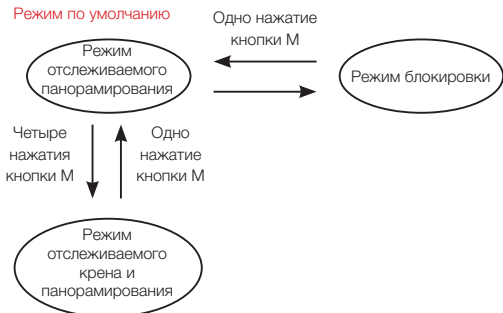 Режим по умолчанию
Одно нажатие
кнопки М
Режим
отслеживаемого
панорамирования
Режим блокировки
Четыре
нажатия
кнопки М
Одно
нажатие
кнопки М
Режим
отслеживаемого
крена и
панорамирования